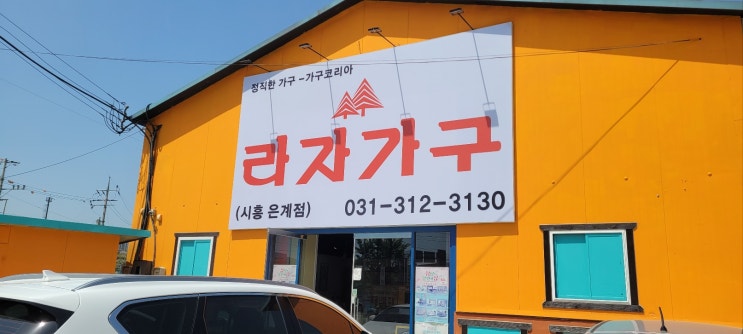 정직한 가구 -가구코리아
라자가구
(시흥 은계점) 031-312-3130